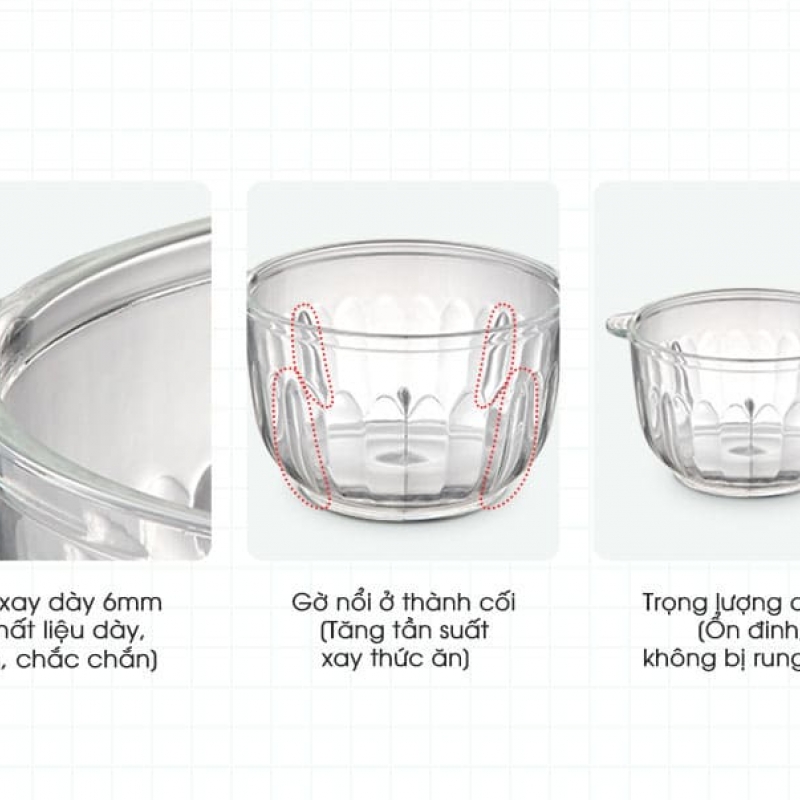 xay dày 6mm
hất liệu dày,
, chắc chắn)
Gờ nổi ở thành cối
(Tăng tần suất
xay thức ăn)
Trọng lượng
(Ổn đinh,
không bị rung